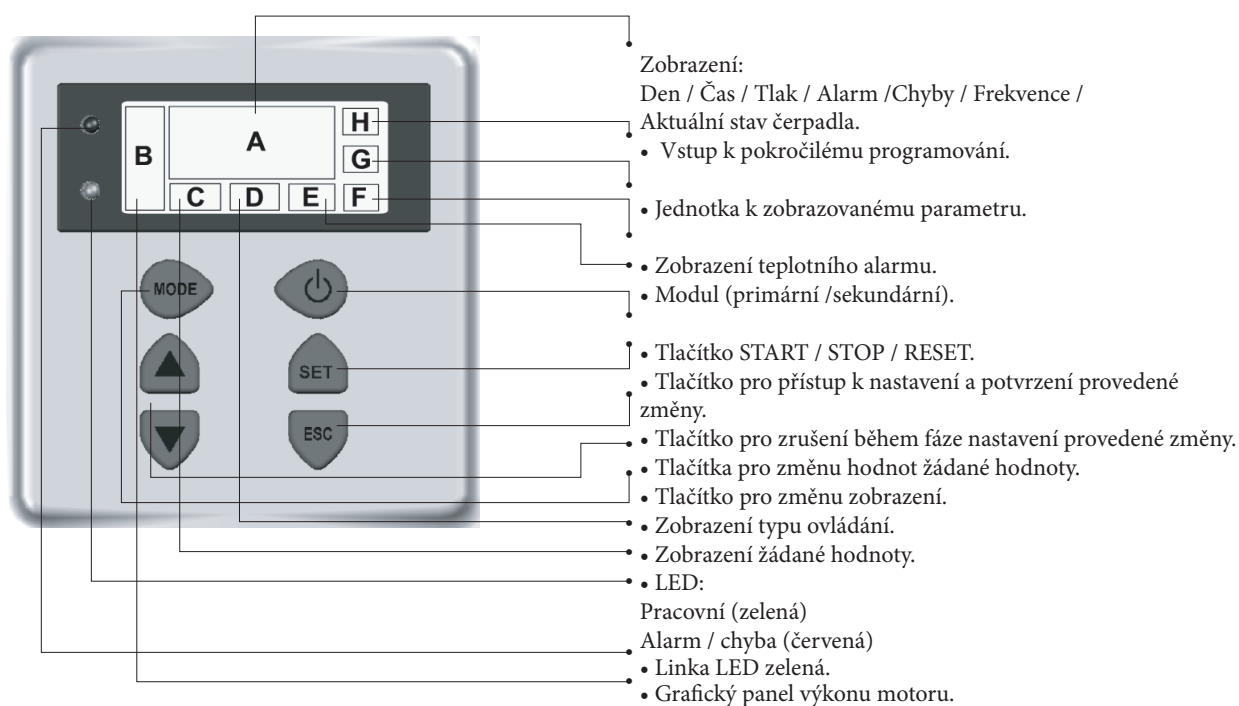 H
A
B
G
C D E F
MODE
SET
ESC
Zobrazení:
Den / Čas / Tlak / Alarm /Chyby / Frekvence /
Aktuální stav čerpadla.
• Vstup k pokročilému programování.
• Jednotka k zobrazovanému parametru.
• Zobrazení teplotního alarmu.
• Modul (primární /sekundární).
• Tlačítko START / STOP / RESET.
• Tlačítko pro přístup k nastavení a potvrzení provedené
změny.
• Tlačítko pro zrušení během fáze nastavení provedené změny.
• Tlačítka pro změnu hodnot žádané hodnoty.
• Tlačítko pro změnu zobrazení.
• Zobrazení typu ovládání.
• Zobrazení žádané hodnoty.
• LED:
Pracovní (zelená)
Alarm / chyba (červená)
• Linka LED zelená.
• Grafický panel výkonu motoru.